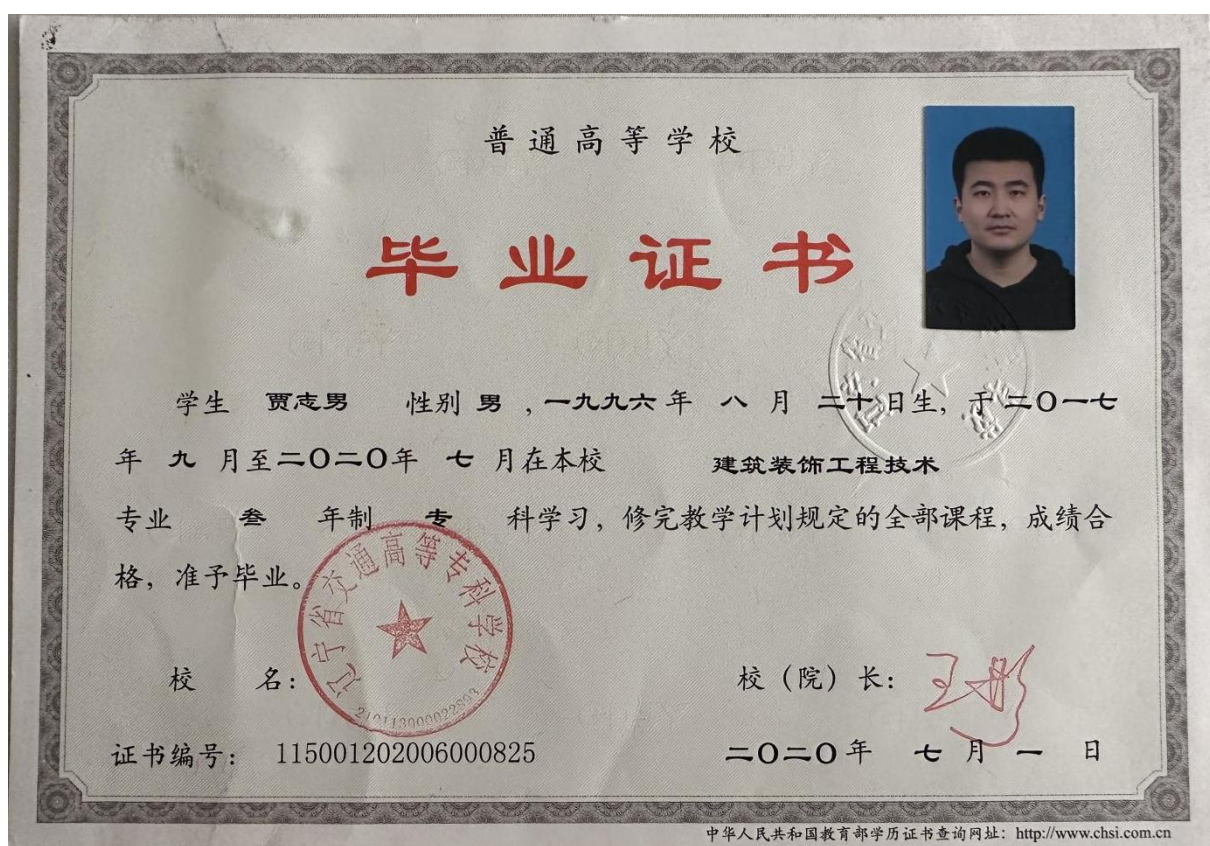 普通高等学校
毕业证书
学生 贾志男 性别 男 ，一九九六年 八 月 二十日生，于二〇一七
年 九 月至二〇二〇年 七 月在本校 建筑装饰工程技术
专业 叁 年制 专 科学习，修完教学计划规定的全部课程，成绩合
格，准予毕业。
辽宁省交通高等专科学校
校 名：
校（院）长：
王彤
证书编号： 115001202006000825
二〇二〇年 七月 一 日
中华人民共和国教育部学历证书查询网址：http://www.chsi.com.cn